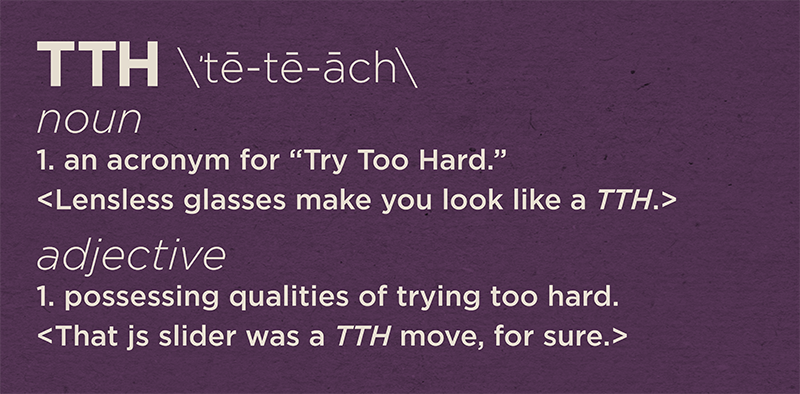 TTH \'tē-tē-āch\
noun
1. an acronym for “Try Too Hard.”
<Lensless glasses make you look like a TTH.>
adjective
1. possessing qualities of trying too hard.
<That js slider was a TTH move, for sure.>